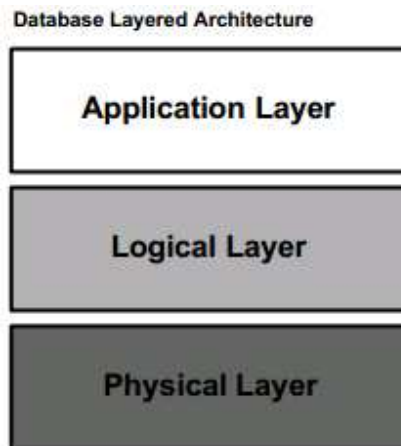 Database Layered Architecture
Application Layer
Logical Layer
Physical Layer